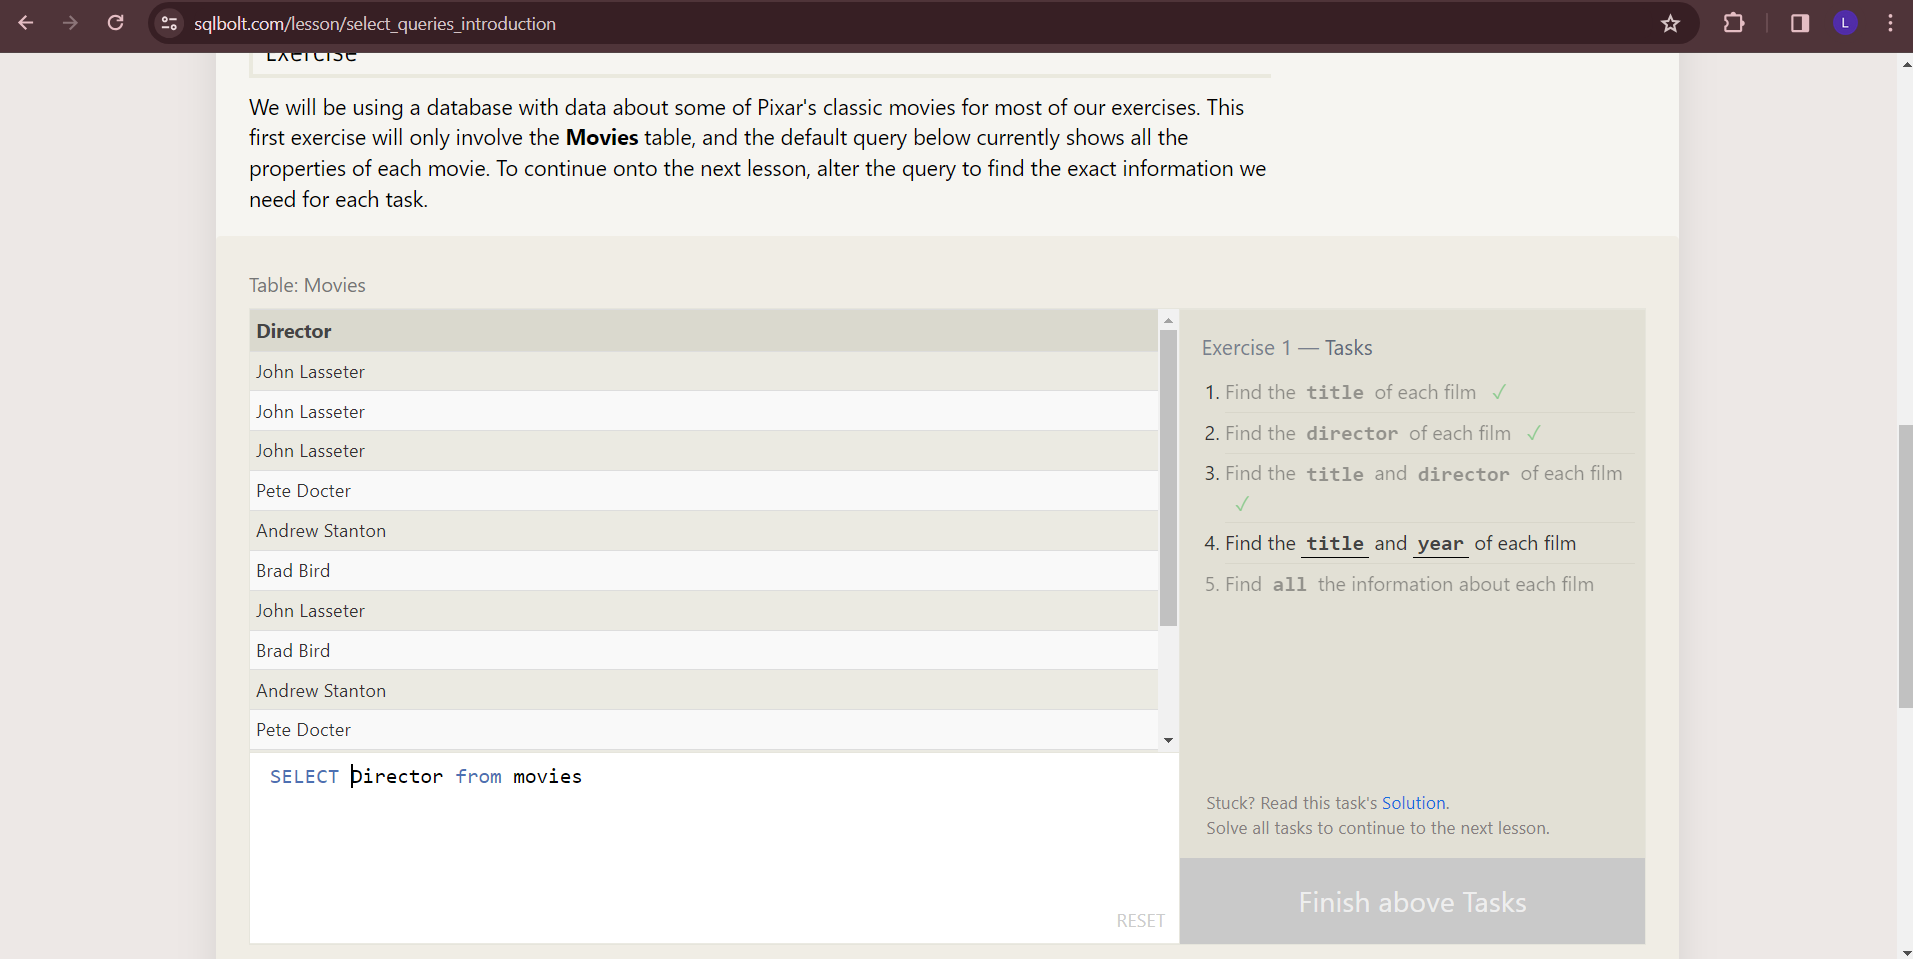 sqlbolt.com/lesson/select_queries_introduction
L
Exercise
We will be using a database with data about some of Pixar's classic movies for most of our exercises. This
first exercise will only involve the Movies table, and the default query below currently shows all the
properties of each movie. To continue onto the next lesson, alter the query to find the exact information we
need for each task.
Table: Movies
Director
John Lasseter
John Lasseter
John Lasseter
Pete Docter
Andrew Stanton
Brad Bird
John Lasseter
Brad Bird
Andrew Stanton
Pete Docter
SELECT Director from movies
RESET
Exercise 1 — Tasks
1. Find the title of each film ✓
2. Find the director of each film ✓
3. Find the title and director of each film
✓
4. Find the title and year of each film
5. Find all the information about each film
Stuck? Read this task's Solution.
Solve all tasks to continue to the next lesson.
Finish above Tasks